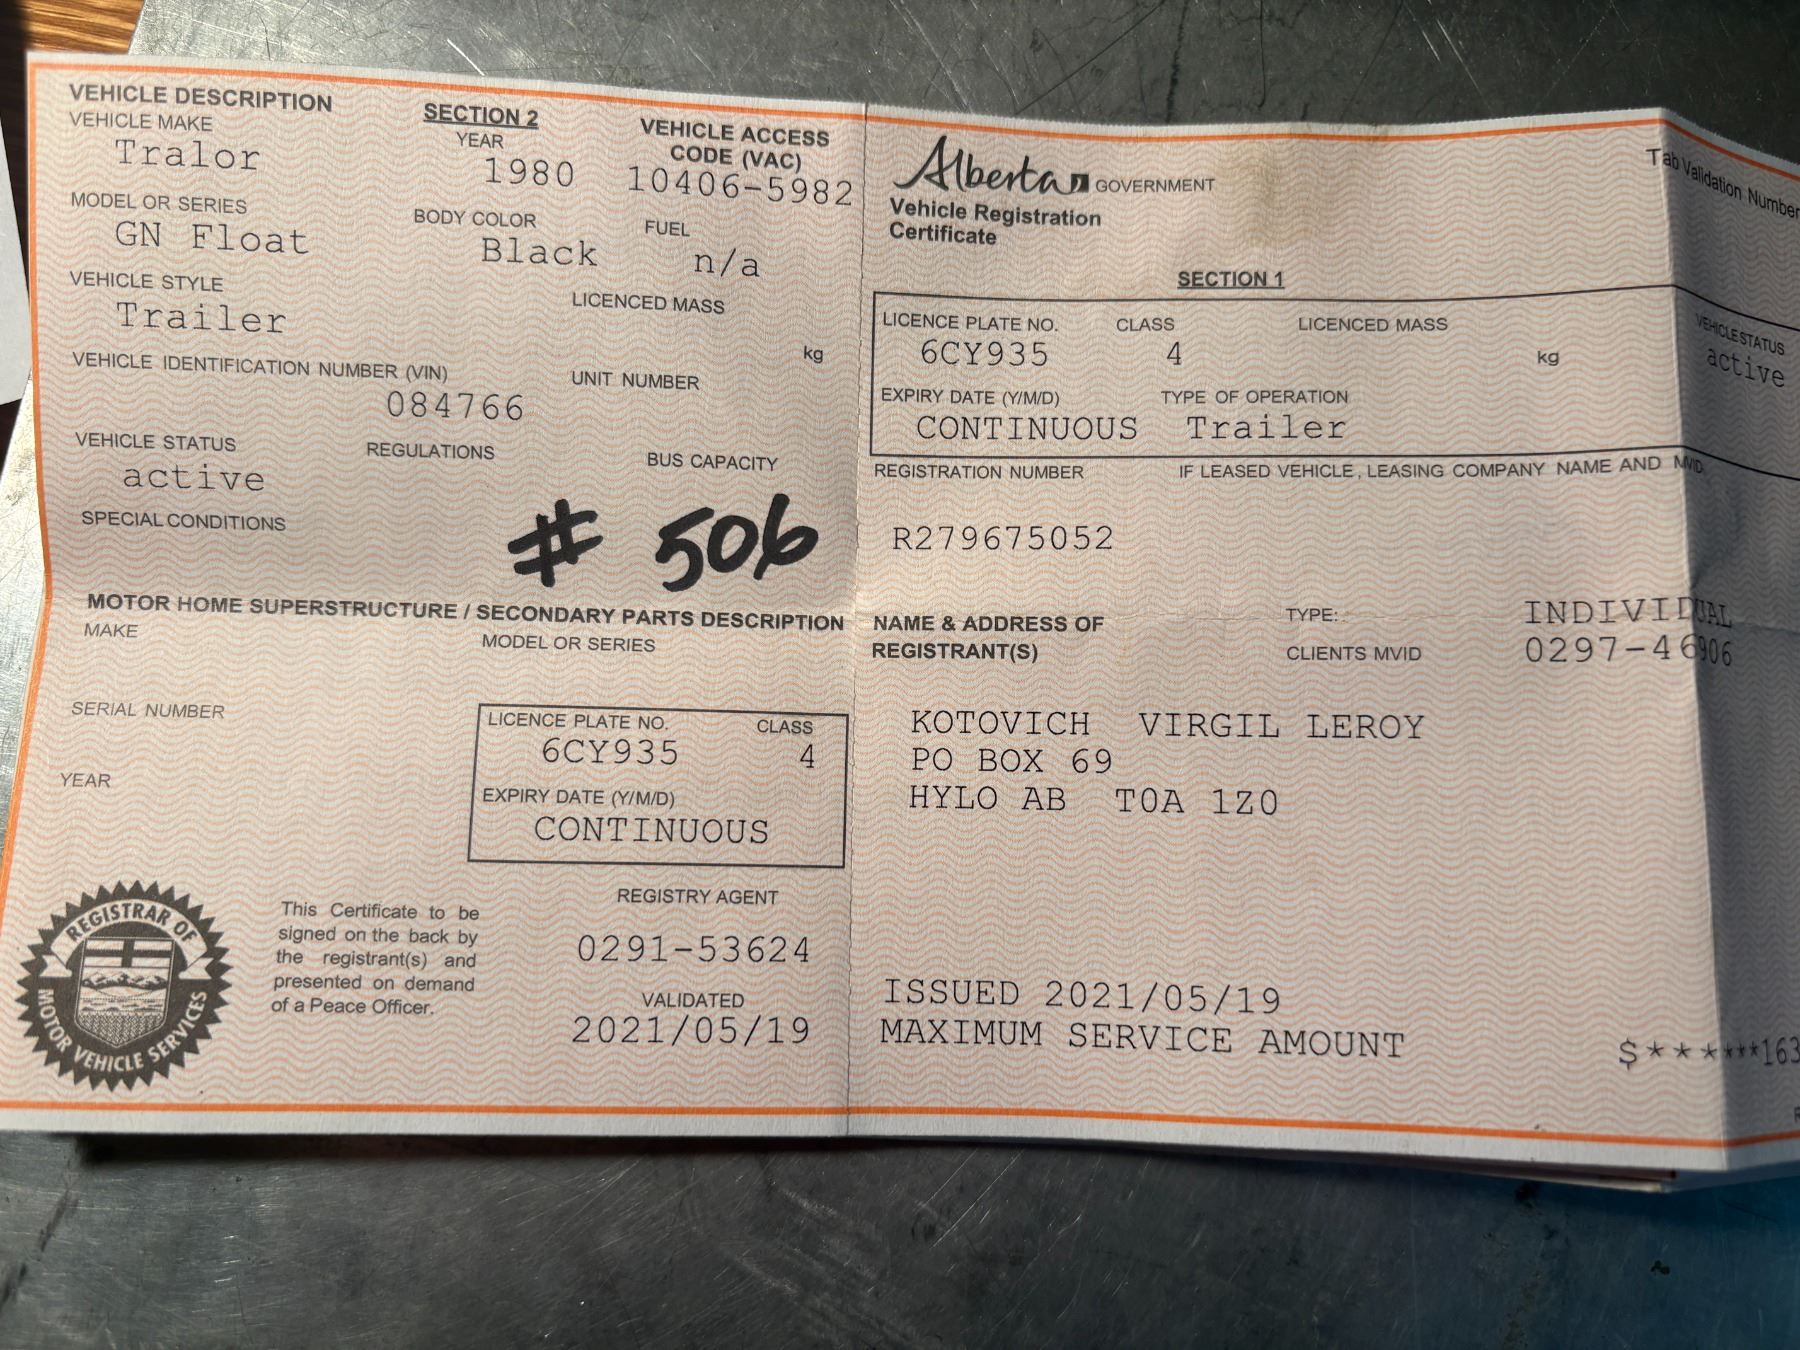 VEHICLE DESCRIPTION
SECTION 2
VEHICLE MAKE
YEAR
VEHICLE ACCESS
CODE (VAC)
Tralor
1980
10406-5982
MODEL OR SERIES
BODY COLOR
FUEL
GN Float
Black
n/a
VEHICLE STYLE
LICENCED MASS
Trailer
kg
VEHICLE IDENTIFICATION NUMBER (VIN)
UNIT NUMBER
084766
VEHICLE STATUS
REGULATIONS
BUS CAPACITY
active
SPECIAL CONDITIONS
# 506
MOTOR HOME SUPERSTRUCTURE / SECONDARY PARTS DESCRIPTION
MAKE
MODEL OR SERIES
SERIAL NUMBER
LICENCE PLATE NO.
CLASS
6CY935
4
YEAR
EXPIRY DATE (Y/M/D)
CONTINUOUS
REGISTRAR OF
MOTOR VEHICLE SERVICES
This Certificate to be
signed on the back by
the registrant(s) and
presented on demand
of a Peace Officer.
REGISTRY AGENT
0291-53624
VALIDATED
2021/05/19
Alberta GOVERNMENT
Vehicle Registration
Certificate
Tab Validation Number
SECTION 1
LICENCE PLATE NO.
CLASS
LICENCED MASS
VEHICLE STATUS
6CY935
4
kg
active
EXPIRY DATE (Y/M/D)
TYPE OF OPERATION
CONTINUOUS
Trailer
REGISTRATION NUMBER
IF LEASED VEHICLE, LEASING COMPANY NAME AND MVID
R279675052
NAME & ADDRESS OF
REGISTRANT(S)
TYPE:
INDIVIDUAL
CLIENTS MVID
0297-46906
KOTOVICH VIRGIL LEROY
PO BOX 69
HYLO AB T0A 1Z0
ISSUED 2021/05/19
MAXIMUM SERVICE AMOUNT
$******163